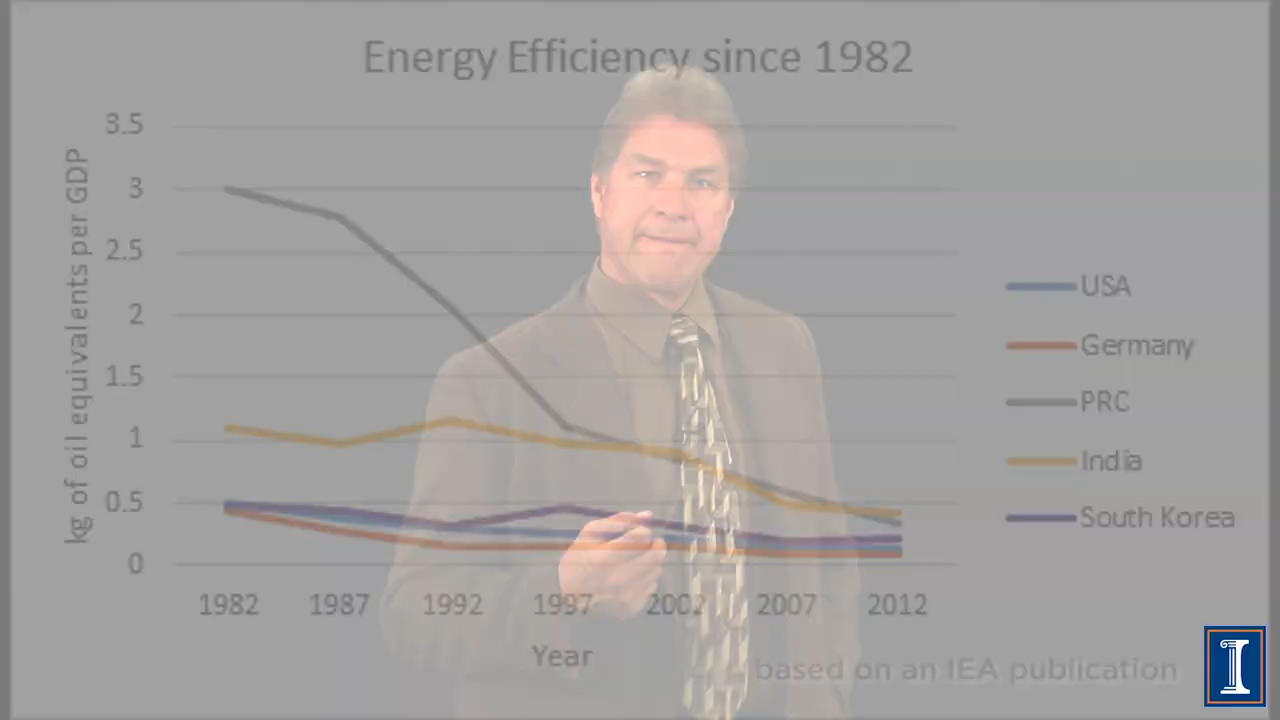 Energy Efficiency since 1982
kg of oil equivalents per GDP
3.5
3
2.5
2
1.5
1
0.5
0
1982 1987 1992 1997 2002 2007 2012
Year
USA
Germany
PRC
India
South Korea
based on an IEA publication
I